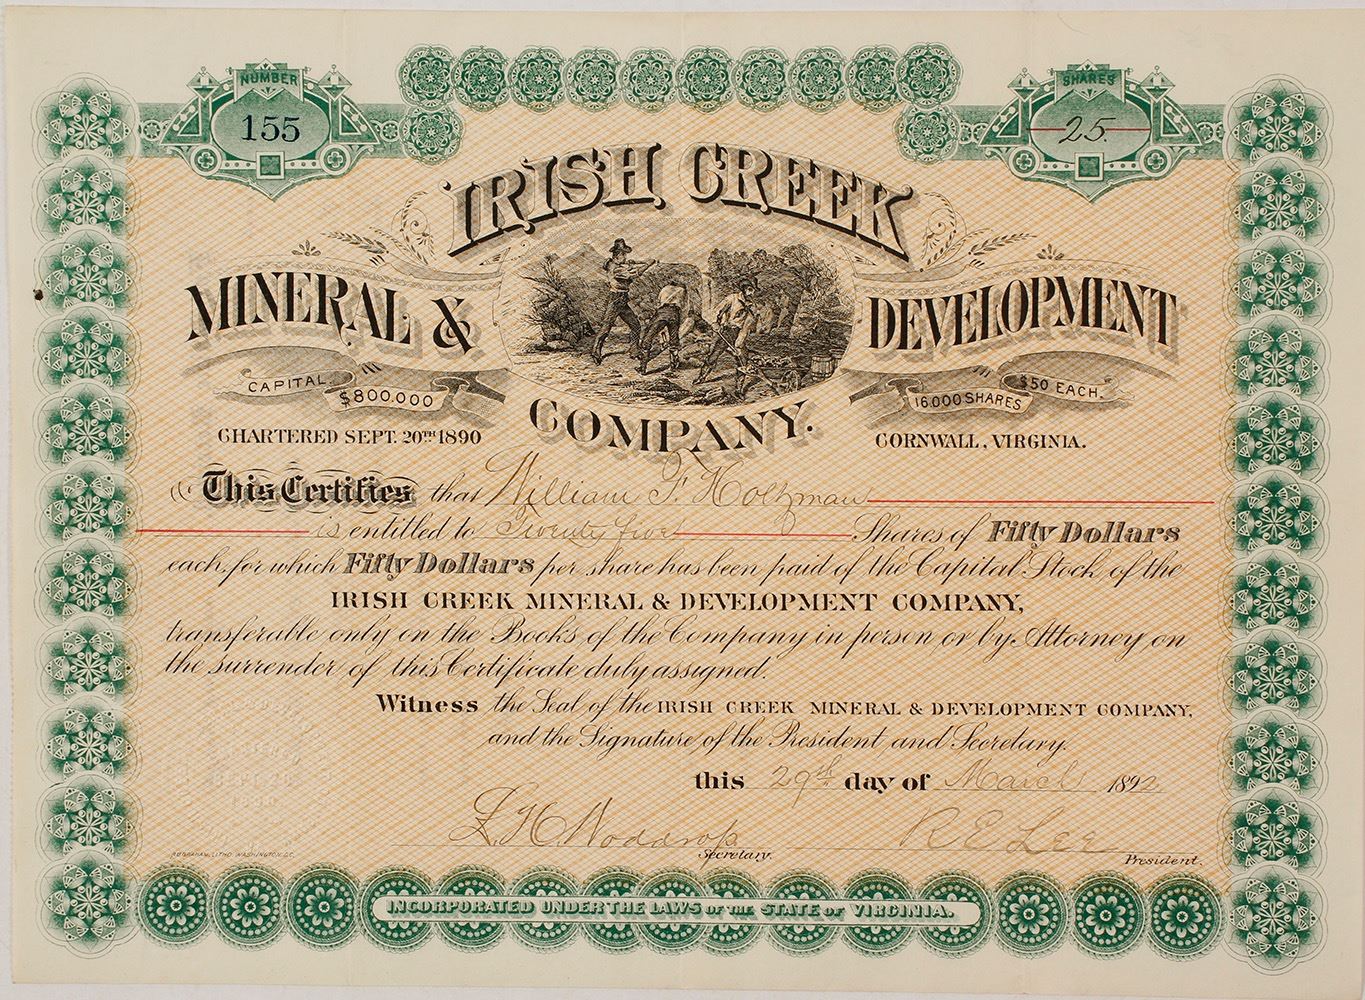 NUMBER
155
SHARES
25.
IRISH CREEK
MINERAL & DEVELOPMENT
COMPANY.
CAPITAL
$800.000
16.000 SHARES
$50 EACH.
CHARTERED SEPT. 20TH 1890
CORNWALL, VIRGINIA.
This Certifies that William F. Holtzman
is entitled to Twenty five Shares of Fifty Dollars
each, for which Fifty Dollars per share has been paid of the Capital Stock of the
IRISH CREEK MINERAL & DEVELOPMENT COMPANY,
transferable only on the Books of the Company in person or by Attorney on
the surrender of this Certificate duly assigned.
Witness the Seal of the IRISH CREEK MINERAL & DEVELOPMENT COMPANY,
and the Signature of the President and Secretary.
this 29th day of March 1892
L. H. Woddrop
Secretary.
R. E. Lee
President.
INCORPORATED UNDER THE LAWS OF THE STATE OF VIRGINIA.